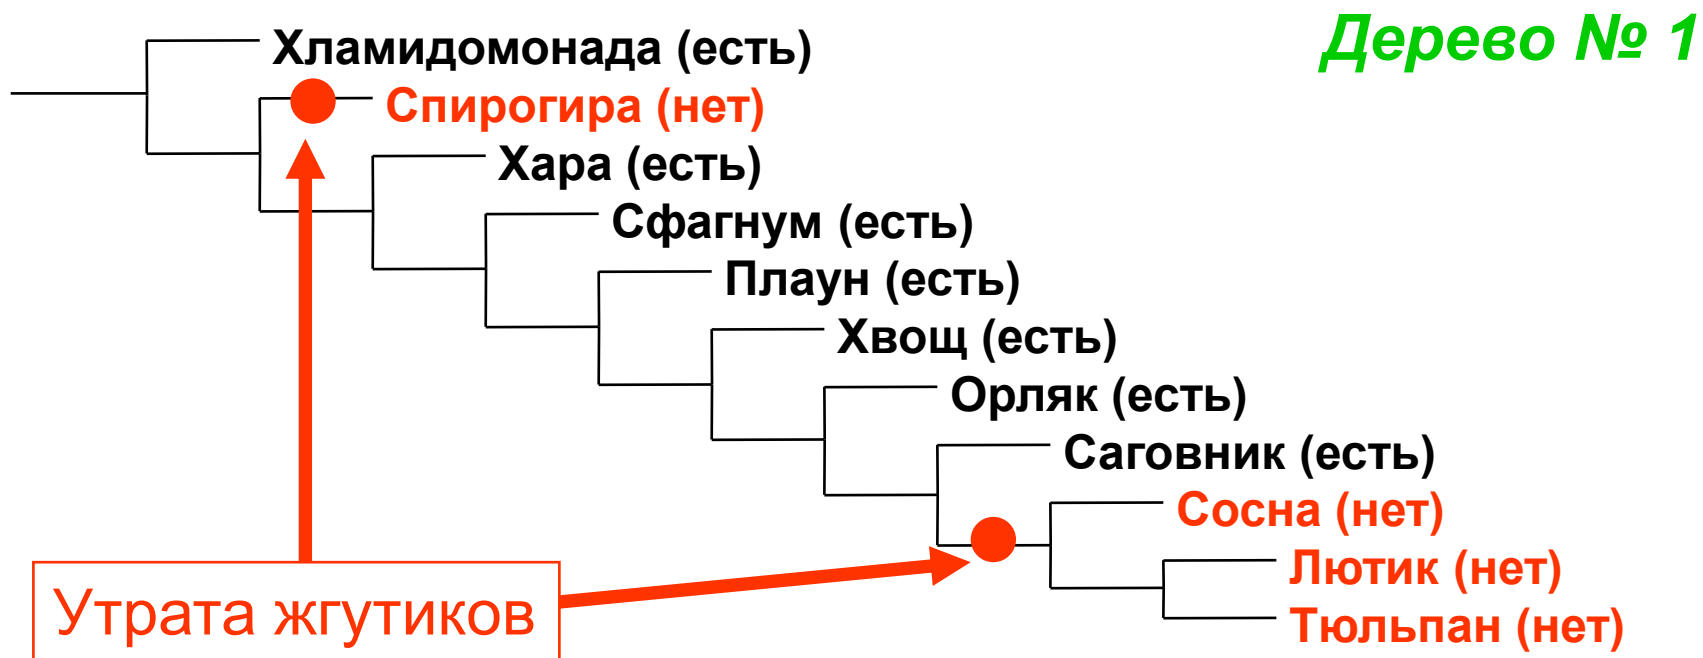 Дерево № 1
Хламидомонада (есть)
Спирогира (нет)
Хара (есть)
Сфагнум (есть)
Плаун (есть)
Хвощ (есть)
Орляк (есть)
Саговник (есть)
Сосна (нет)
Лютик (нет)
Тюльпан (нет)
Утрата жгутиков